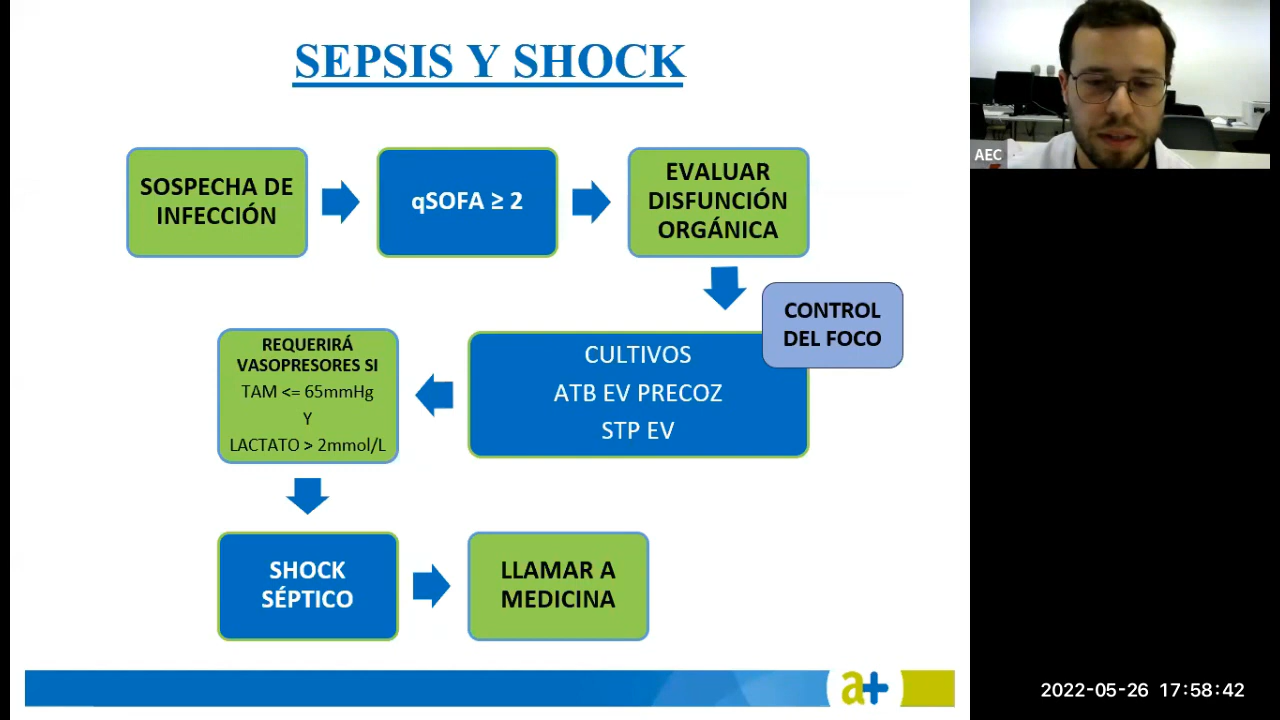 SEPSIS Y SHOCK
SOSPECHA DE
INFECCIÓN
qSOFA ≥ 2
EVALUAR
DISFUNCIÓN
ORGÁNICA
CONTROL
DEL FOCO
CULTIVOS
ATB EV PRECOZ
STP EV
REQUERIRÁ
VASOPRESORES SI
TAM <= 65mmHg
Y
LACTATO > 2mmol/L
SHOCK
SÉPTICO
LLAMAR A
MEDICINA
a+
AEC
2022-05-26 17:58:42